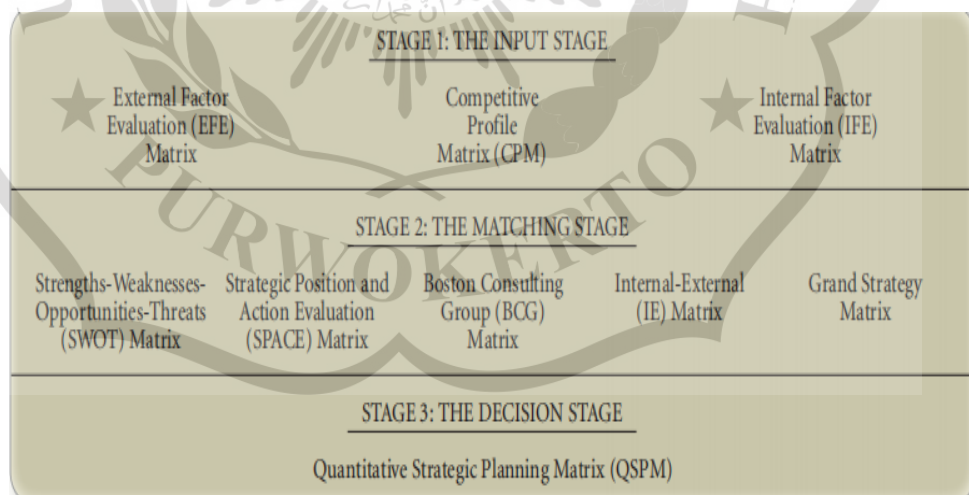 STAGE 1: THE INPUT STAGE
External Factor
Evaluation (EFE)
Matrix
Competitive
Profile
Matrix (CPM)
Internal Factor
Evaluation (IFE)
Matrix
PURWOKERTO
STAGE 2: THE MATCHING STAGE
Strengths-Weaknesses-
Opportunities-Threats
(SWOT) Matrix
Strategic Position and
Action Evaluation
(SPACE) Matrix
Boston Consulting
Group (BCG)
Matrix
Internal-External
(IE) Matrix
Grand Strategy
Matrix
STAGE 3: THE DECISION STAGE
Quantitative Strategic Planning Matrix (QSPM)